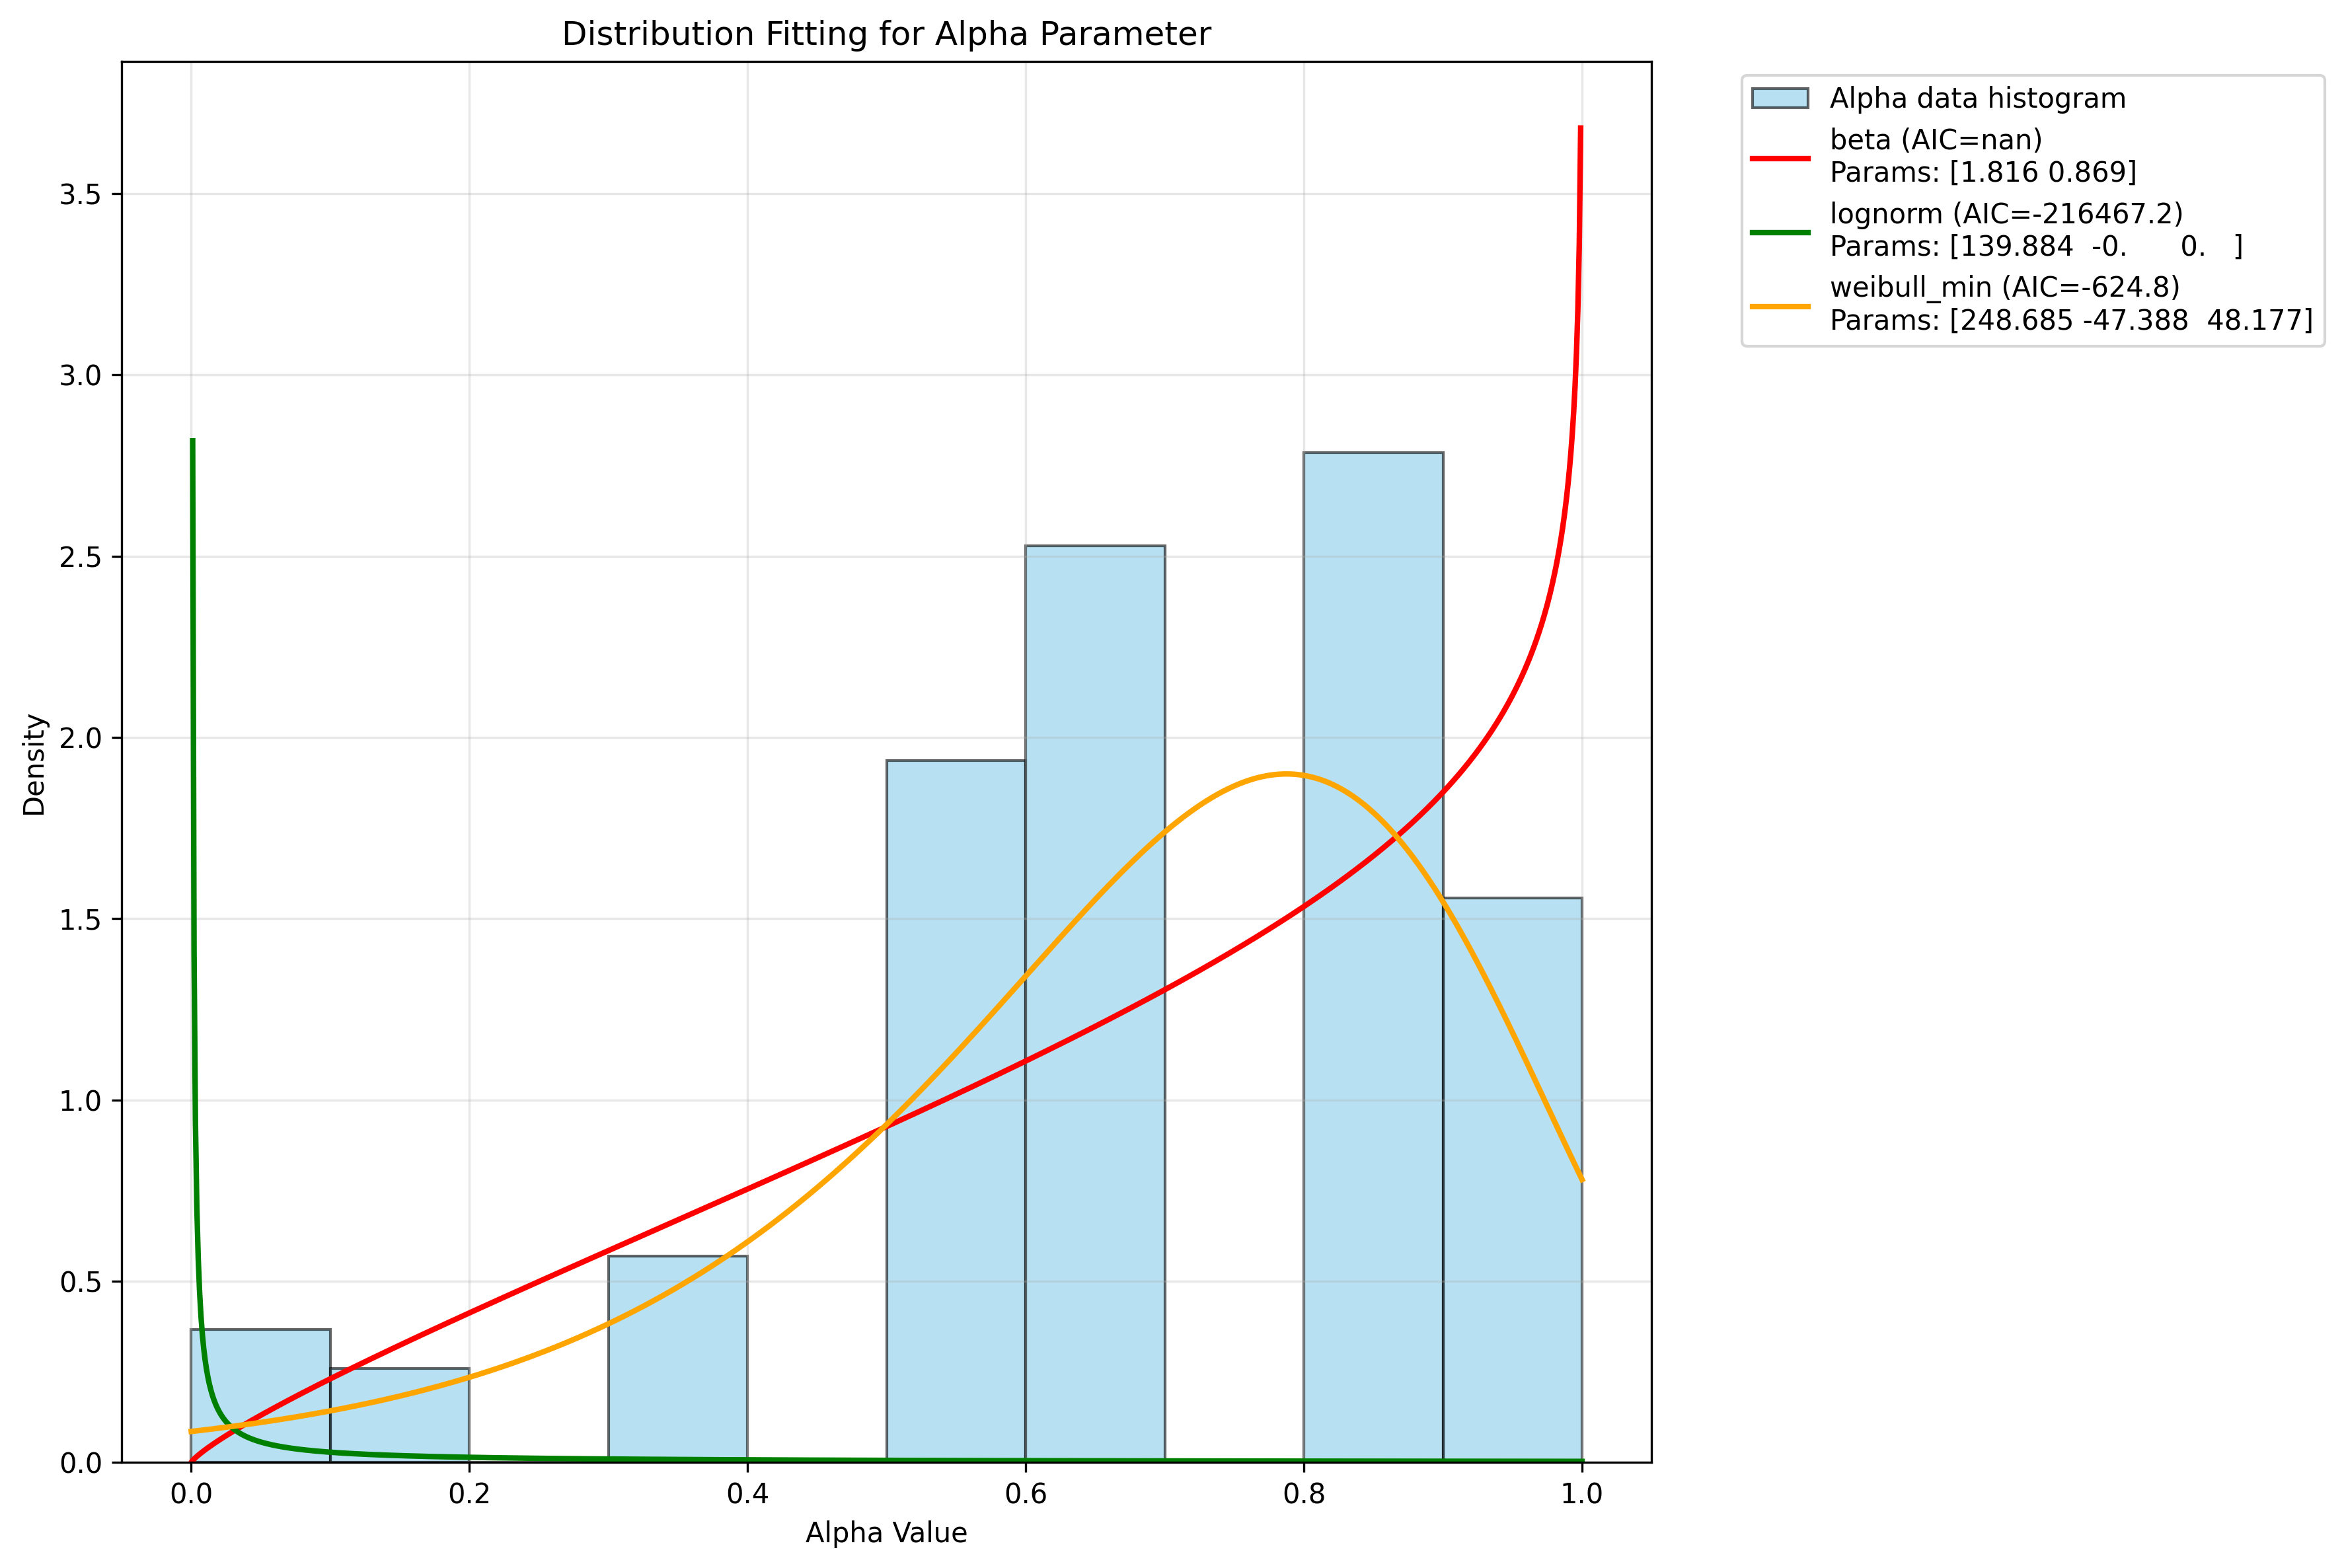 Distribution Fitting for Alpha Parameter
Alpha data histogram
beta (AIC=nan)
Params: [1.816 0.869]
lognorm (AIC=-216467.2)
Params: [139.884  -0.      0.   ]
weibull_min (AIC=-624.8)
Params: [248.685 -47.388  48.177]
Density
3.5
3.0
2.5
2.0
1.5
1.0
0.5
0.0
0.0 0.2 0.4 0.6 0.8 1.0
Alpha Value